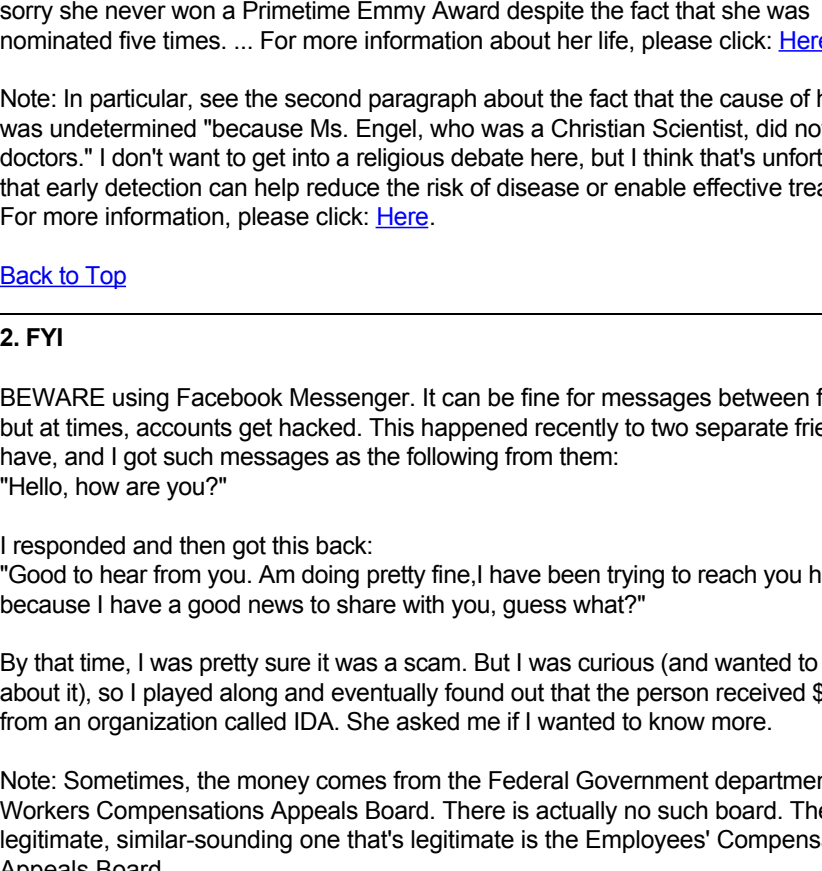 sorry she never won a Primetime Emmy Award despite the fact that she was
nominated five times. ... For more information about her life, please click: Here
Note: In particular, see the second paragraph about the fact that the cause of
was undetermined "because Ms. Engel, who was a Christian Scientist, did
doctors." I don't want to get into a religious debate here, but I think that's
that early detection can help reduce the risk of disease or enable effective
For more information, please click: Here.
Back to Top
2. FYI
BEWARE using Facebook Messenger. It can be fine for messages between
but at times, accounts get hacked. This happened recently to two separate
have, and I got such messages as the following from them:
"Hello, how are you?"
I responded and then got this back:
"Good to hear from you. Am doing pretty fine,I have been trying to reach you
because I have a good news to share with you, guess what?"
By that time, I was pretty sure it was a scam. But I was curious (and wanted to
about it), so I played along and eventually found out that the person received $
from an organization called IDA. She asked me if I wanted to know more.
Note: Sometimes, the money comes from the Federal Government
Workers Compensations Appeals Board. There is actually no such board.
legitimate, similar-sounding one that's legitimate is the Employees'
Appeals Board